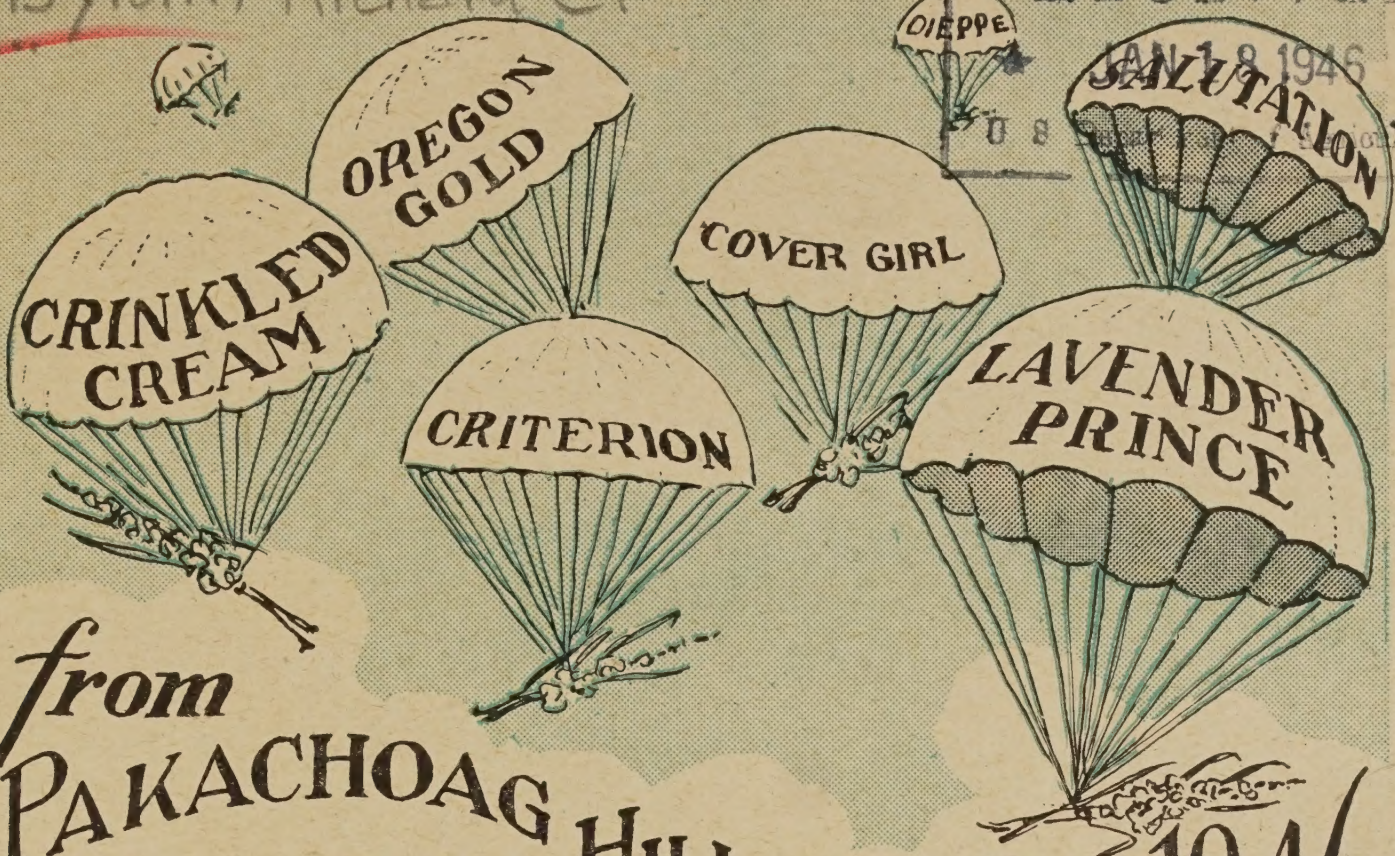 DIEPPE
JAN 18 1946
U S
OREGON
GOLD
SALUTATION
CRINKLED
CREAM
COVER GIRL
CRITERION
LAVENDER
PRINCE
from
PAKACHOAG
HILL